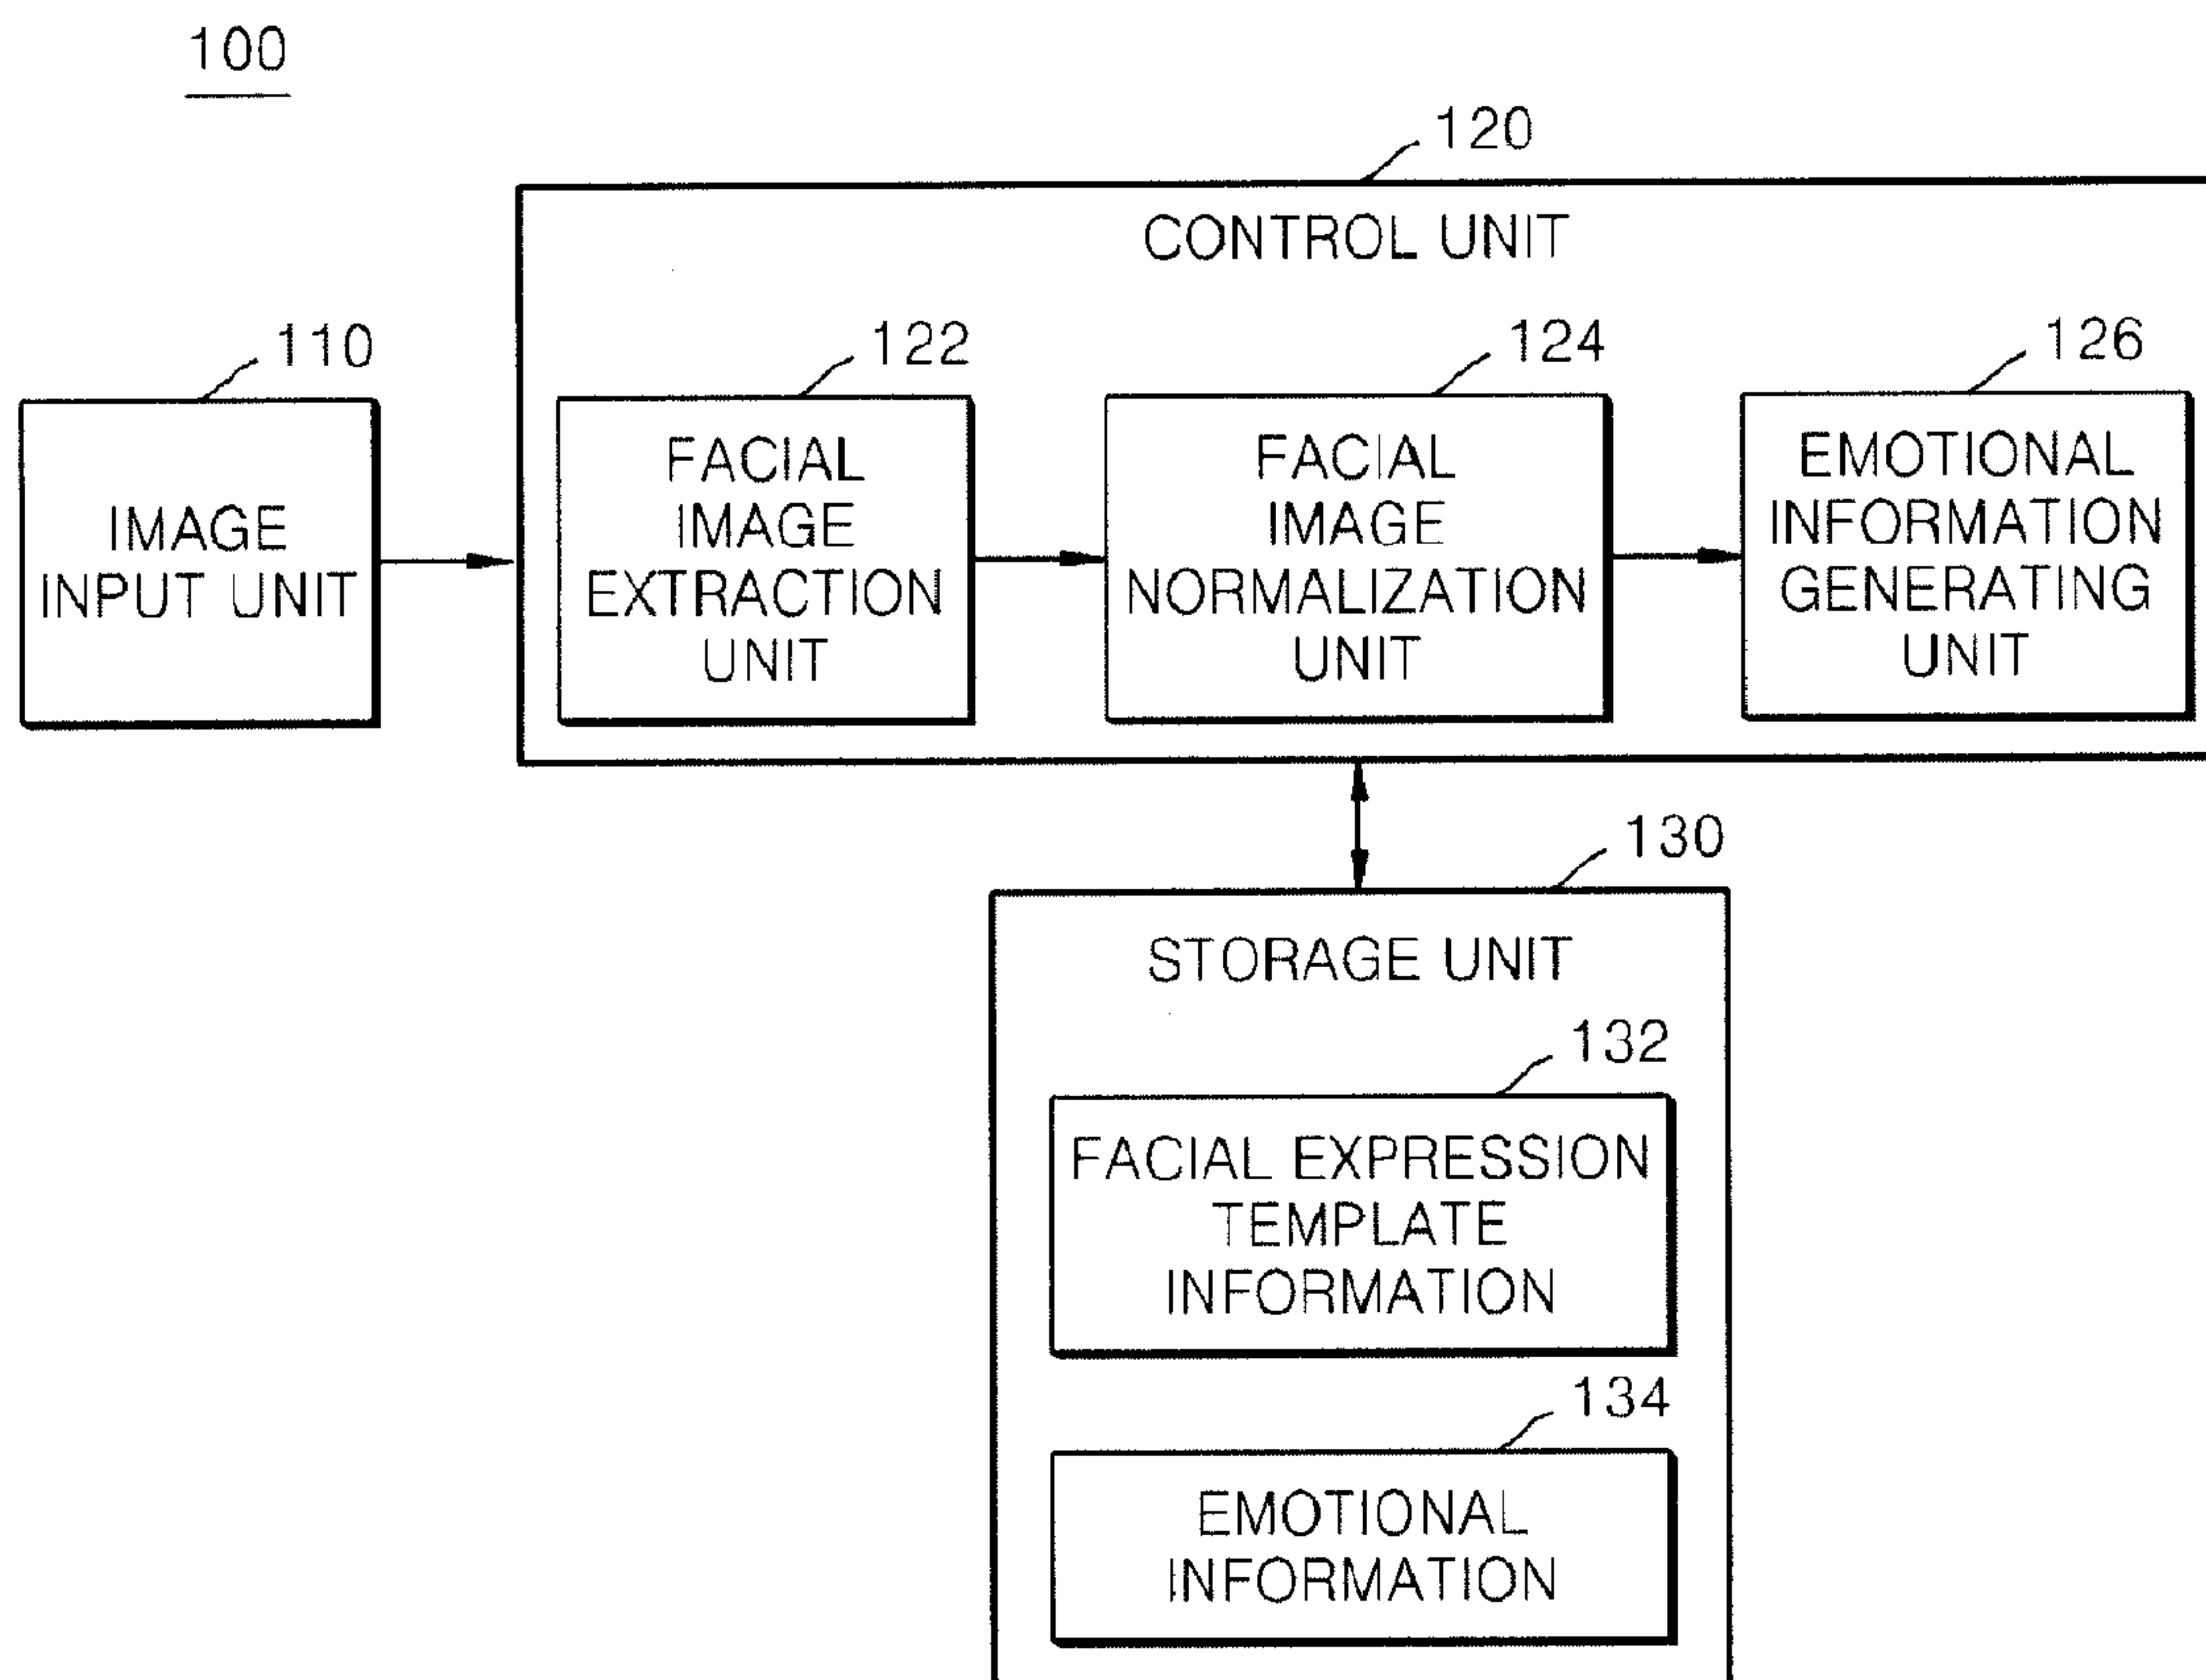 100
120
CONTROL UNIT
110
122
124
126
IMAGE
INPUT UNIT
FACIAL
IMAGE
EXTRACTION
UNIT
FACIAL
IMAGE
NORMALIZATION
UNIT
EMOTIONAL
INFORMATION
GENERATING
UNIT
130
STORAGE UNIT
132
FACIAL EXPRESSION
TEMPLATE
INFORMATION
134
EMOTIONAL
INFORMATION